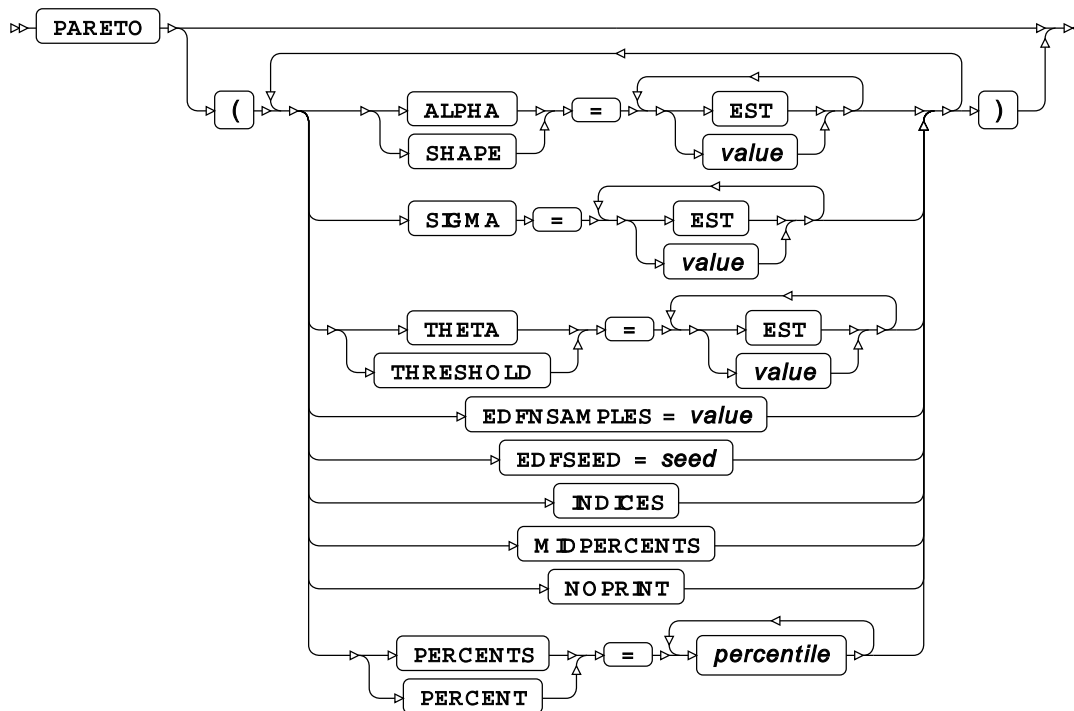 PARETO
(
ALPHA = EST )
SHAPE value
SIGMA = EST
value
THETA = EST
THRESHOLD value
EDFNSAMPLES = value
EDFSEED = seed
INDICES
MIDPERCENTS
NOPRINT
PERCENTS = percentile
PERCENT